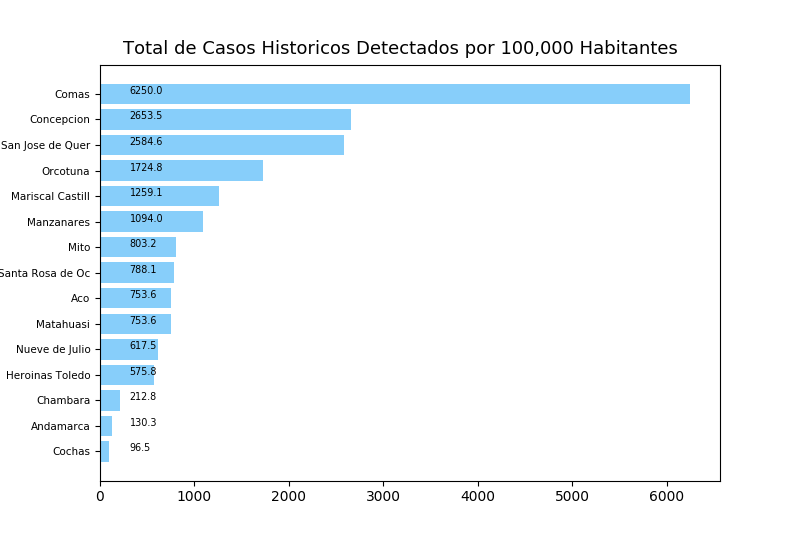 Total de Casos Historicos Detectados por 100,000 Habitantes
Comas 6250.0
Concepcion 2653.5
San Jose de Quer 2584.6
Orcotuna 1724.8
Mariscal Castill 1259.1
Manzanares 1094.0
Mito 803.2
Santa Rosa de Oc 788.1
Aco 753.6
Matahuasi 753.6
Nueve de Julio 617.5
Heroinas Toledo 575.8
Chambara 212.8
Andamarca 130.3
Cochas 96.5
0 1000 2000 3000 4000 5000 6000